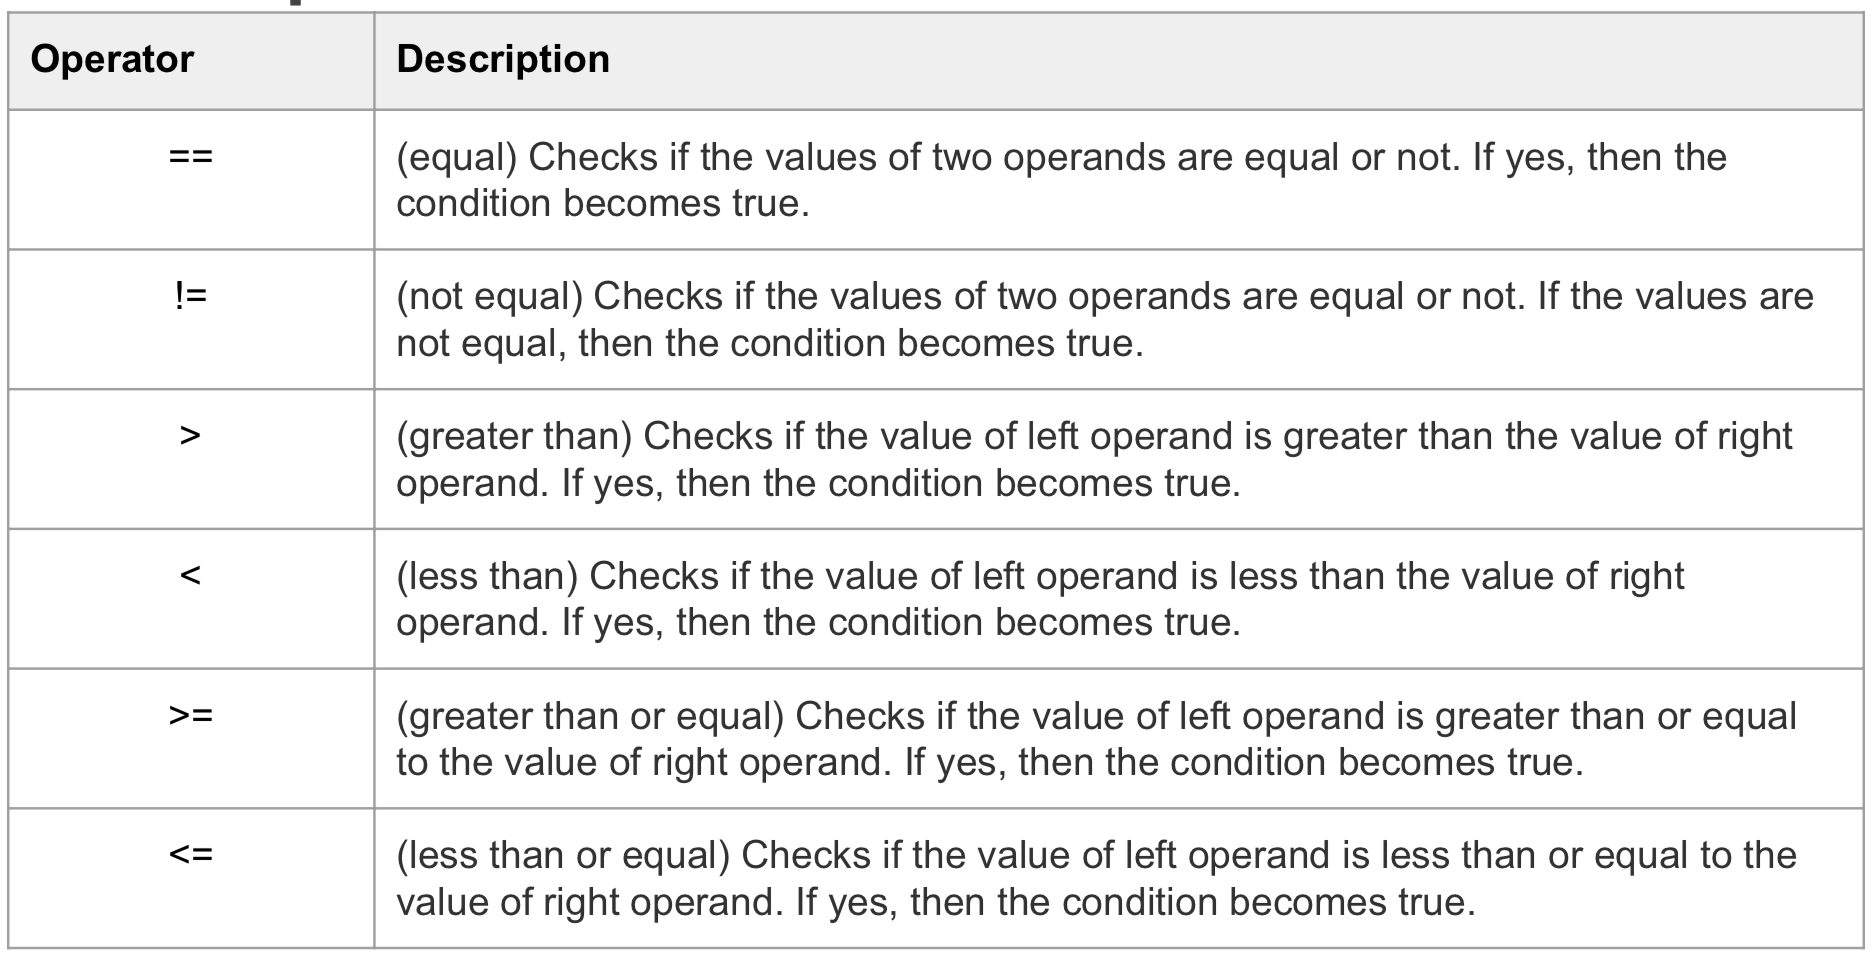 Operator Description
== (equal) Checks if the values of two operands are equal or not. If yes, then the
condition becomes true.
!= (not equal) Checks if the values of two operands are equal or not. If the values are
not equal, then the condition becomes true.
> (greater than) Checks if the value of left operand is greater than the value of right
operand. If yes, then the condition becomes true.
< (less than) Checks if the value of left operand is less than the value of right
operand. If yes, then the condition becomes true.
>= (greater than or equal) Checks if the value of left operand is greater than or equal
to the value of right operand. If yes, then the condition becomes true.
<= (less than or equal) Checks if the value of left operand is less than or equal to the
value of right operand. If yes, then the condition becomes true.